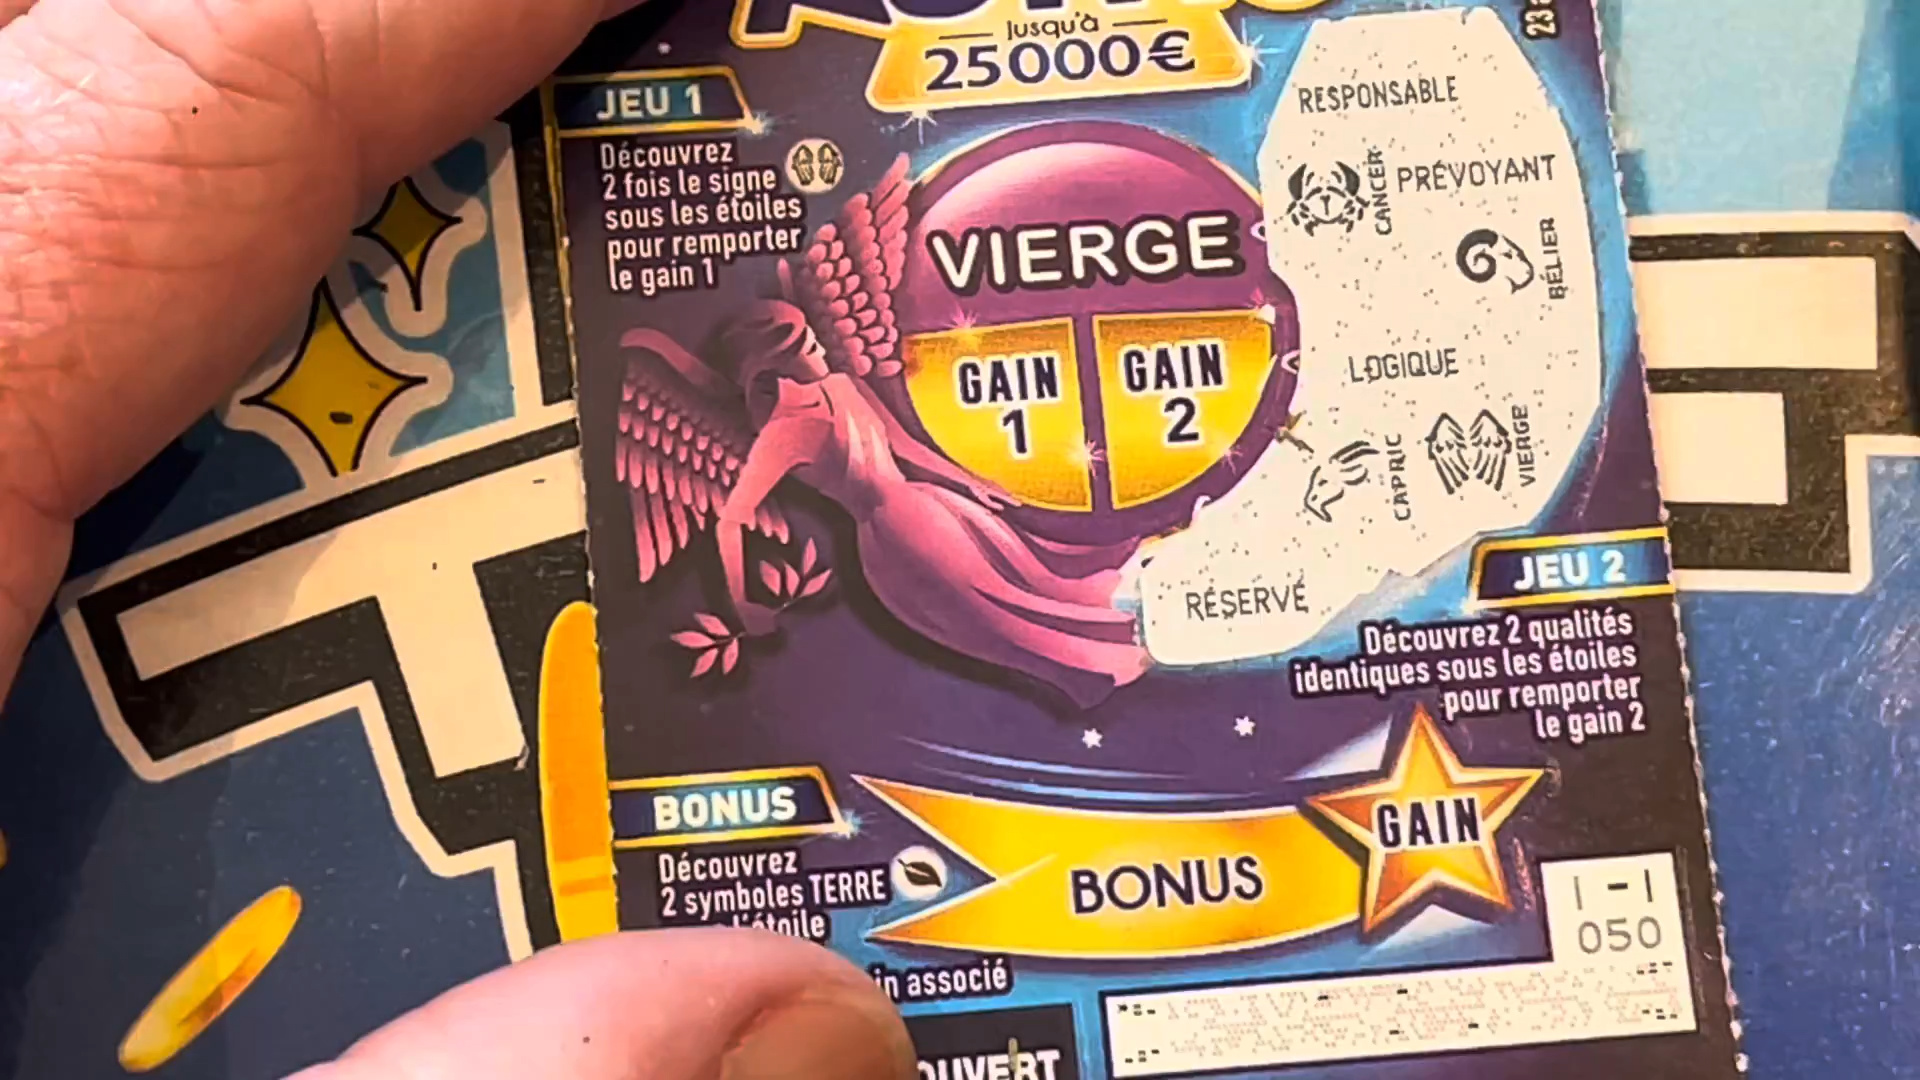 Jusqu'à
25000€
23
JEU 1
Découvrez
2 fois le signe
sous les étoiles
pour remporter
le gain 1
VIERGE
GAIN
1
GAIN
2
RESPONSABLE
CANCER
PRÉVOYANT
BÉLIER
LOGIQUE
CAPRIC
VIERGE
RÉSERVÉ
JEU 2
Découvrez 2 qualités
identiques sous les étoiles
pour remporter
le gain 2
BONUS
Découvrez
2 symboles TERRE
l'étoile
associé
BONUS
GAIN
050